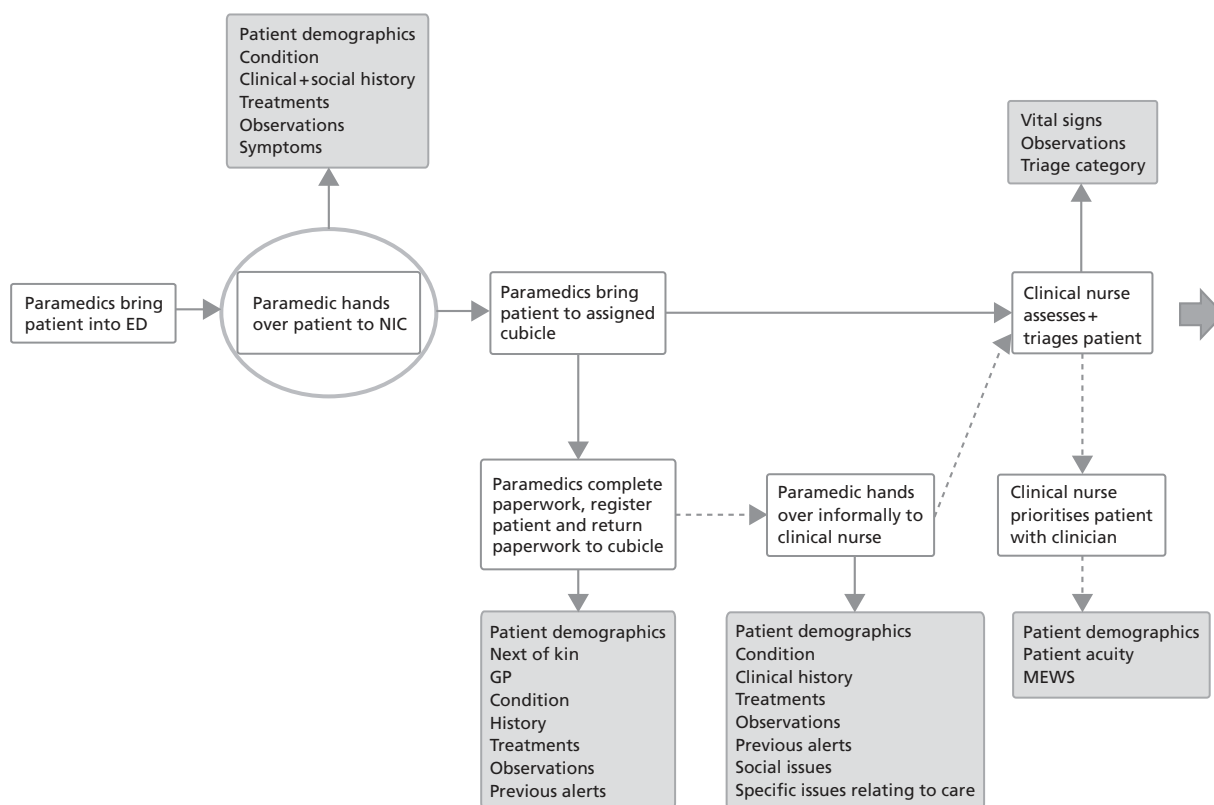 Patient demographics
Condition
Clinical+social history
Treatments
Observations
Symptoms
Vital signs
Observations
Triage category
Paramedics bring
patient into ED
Paramedic hands
over patient to NIC
Paramedics bring
patient to assigned
cubicle
Clinical nurse
assesses+
triages patient
Paramedics complete
paperwork, register
patient and return
paperwork to cubicle
Paramedic hands
over informally to
clinical nurse
Clinical nurse
prioritises patient
with clinician
Patient demographics
Next of kin
GP
Condition
History
Treatments
Observations
Previous alerts
Patient demographics
Condition
Clinical history
Treatments
Observations
Previous alerts
Social issues
Specific issues relating to care
Patient demographics
Patient acuity
MEWS